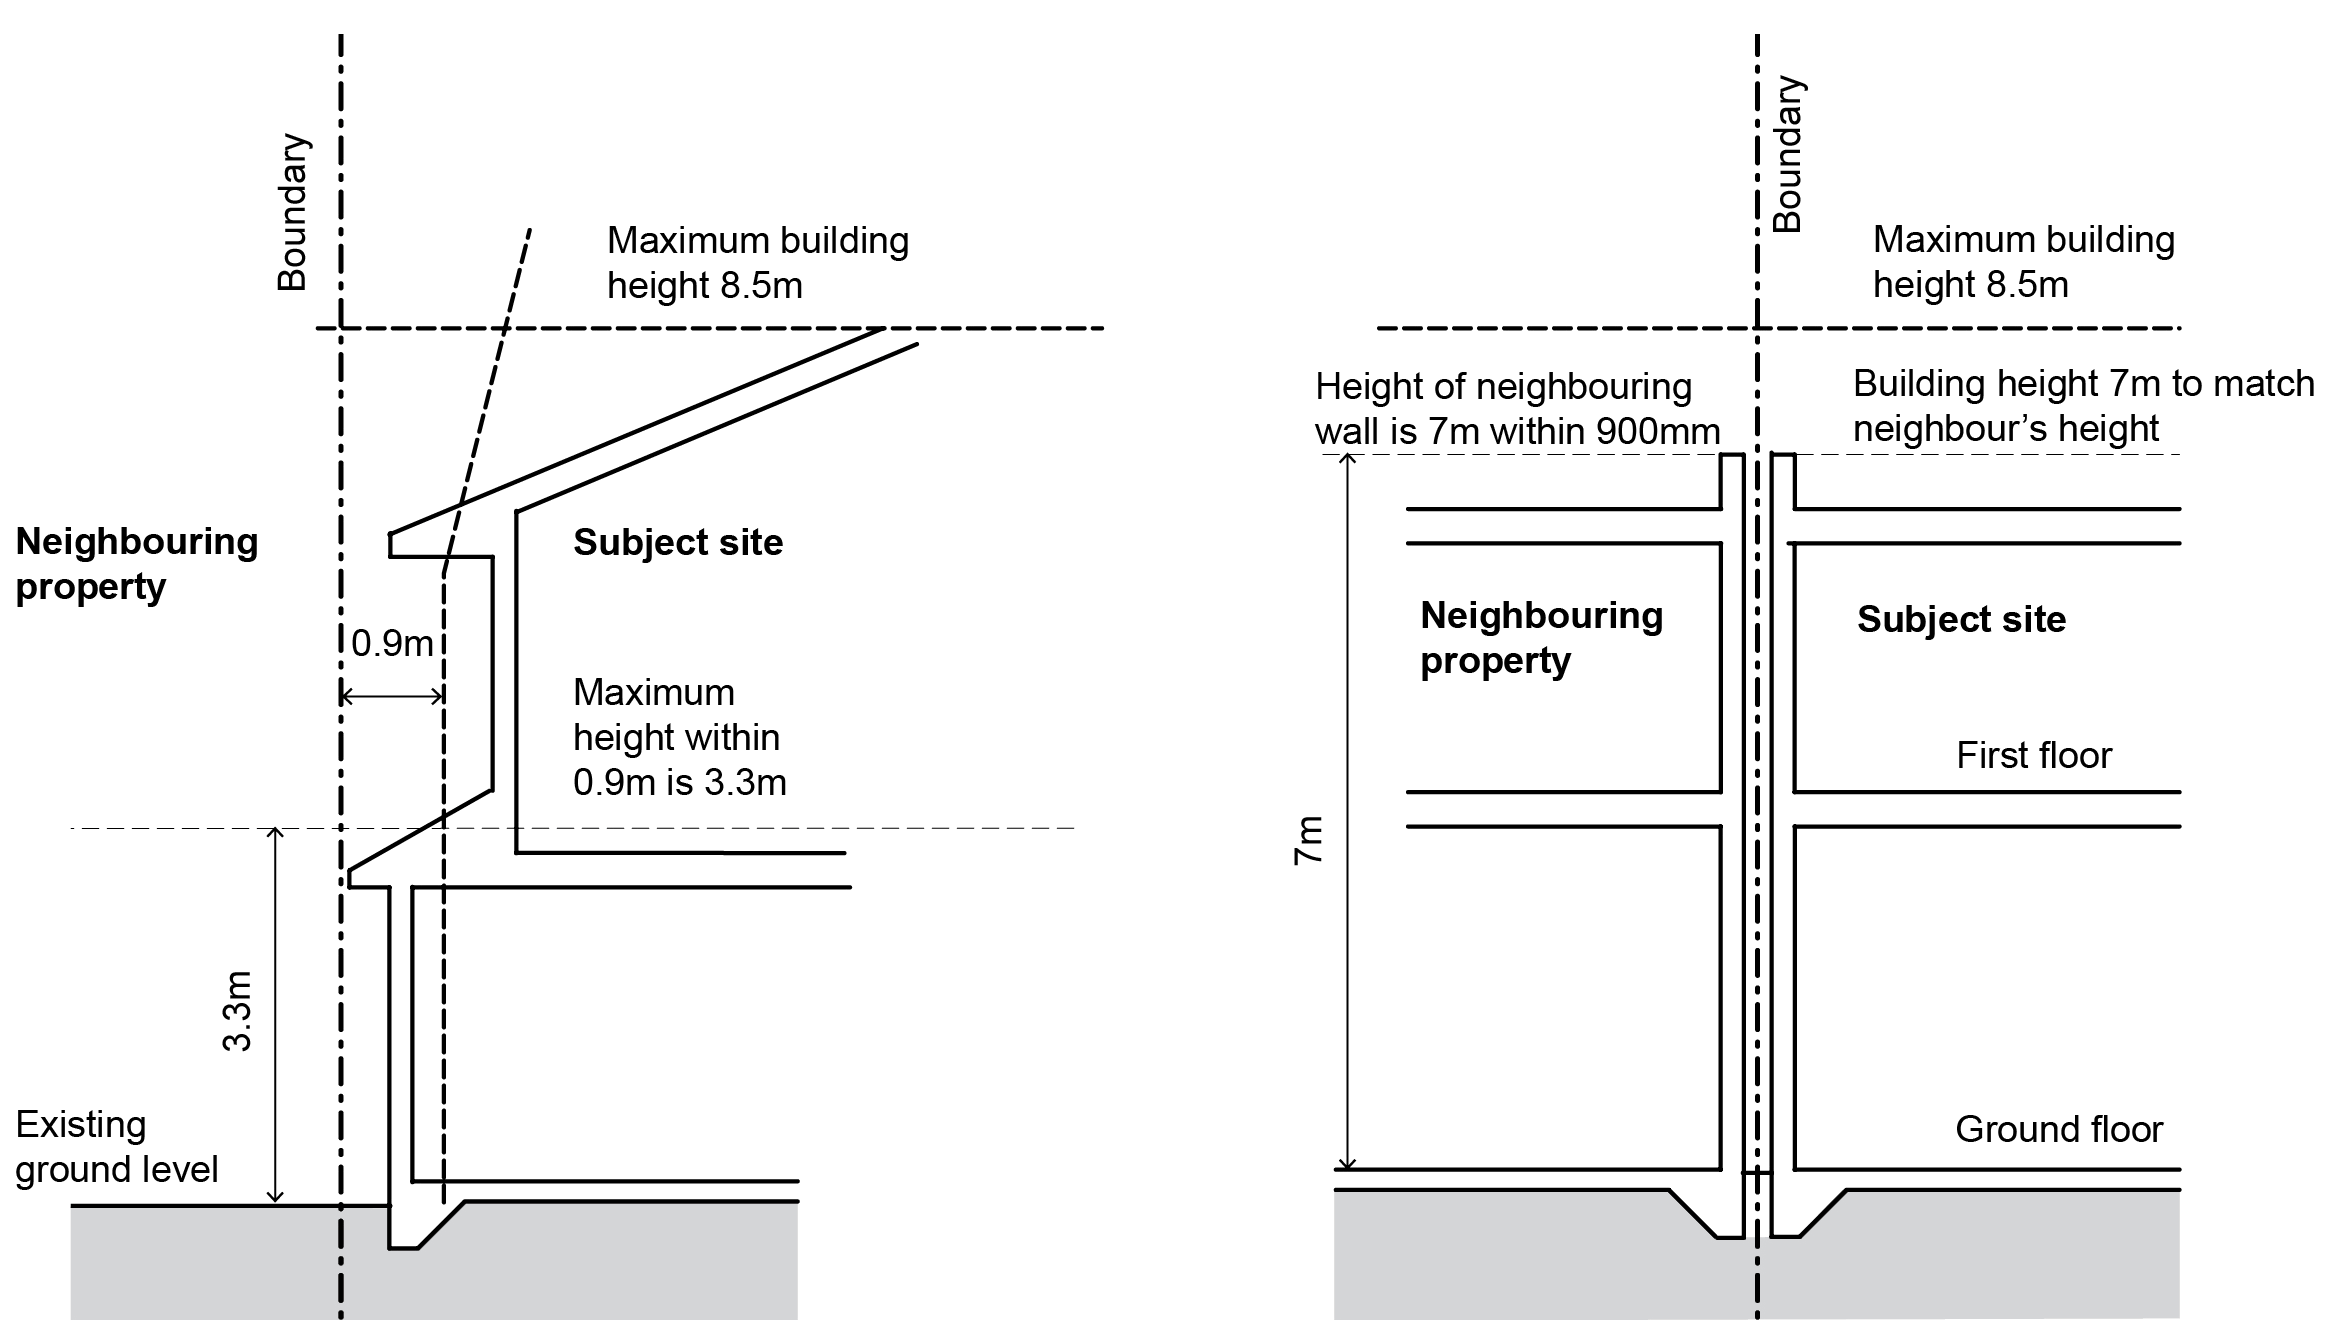 Boundary
Maximum building
height 8.5m
Neighbouring
property
Subject site
0.9m
Maximum
height within
0.9m is 3.3m
3.3m
Existing
ground level
Boundary
Maximum building
height 8.5m
Height of neighbouring
wall is 7m within 900mm
Building height 7m to match
neighbour’s height
Neighbouring
property
Subject site
First floor
7m
Ground floor